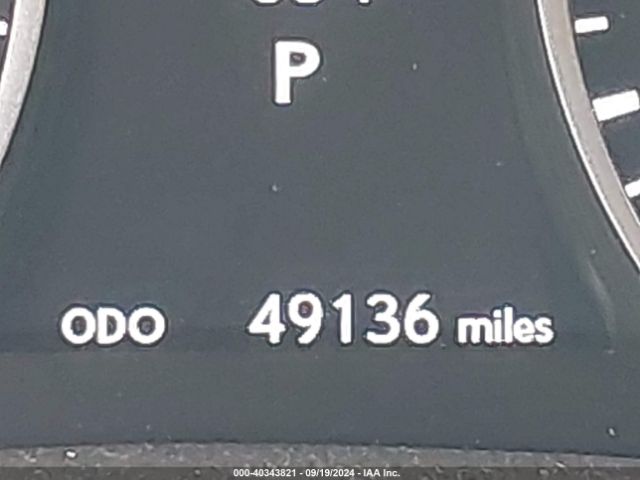 P
ODO 49136 miles
000-40343821 - 09/19/2024 - IAA Inc.